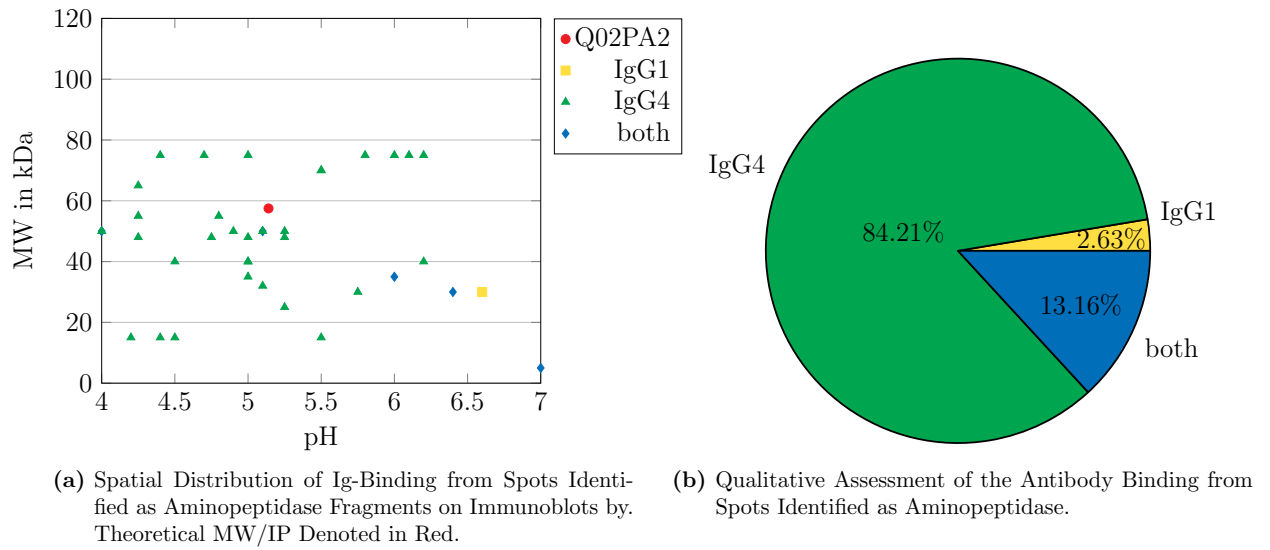 120
100
80
60
40
20
0
MW in kDa
4
4.5
5
5.5
6
6.5
7
pH
Q02PA2
IgG1
IgG4
both
IgG4
84.21%
IgG1
2.63%
13.16%
both
(a) Spatial Distribution of Ig-Binding from Spots Identi-
fied as Aminopeptidase Fragments on Immunoblots by.
Theoretical MW/IP Denoted in Red.
(b) Qualitative Assessment of the Antibody Binding from
Spots Identified as Aminopeptidase.